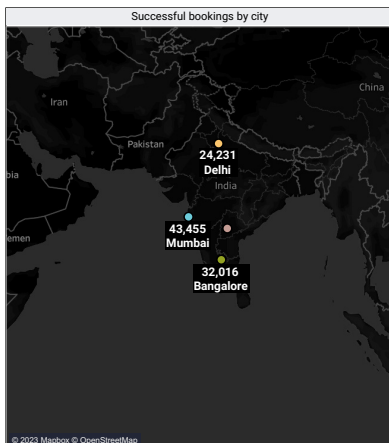 Successful bookings by city
China
Iran
Pakistan
24,231
Delhi
India
bia
43,455
Mumbai
emen
32,016
Bangalore
© 2023 Mapbox © OpenStreetMap